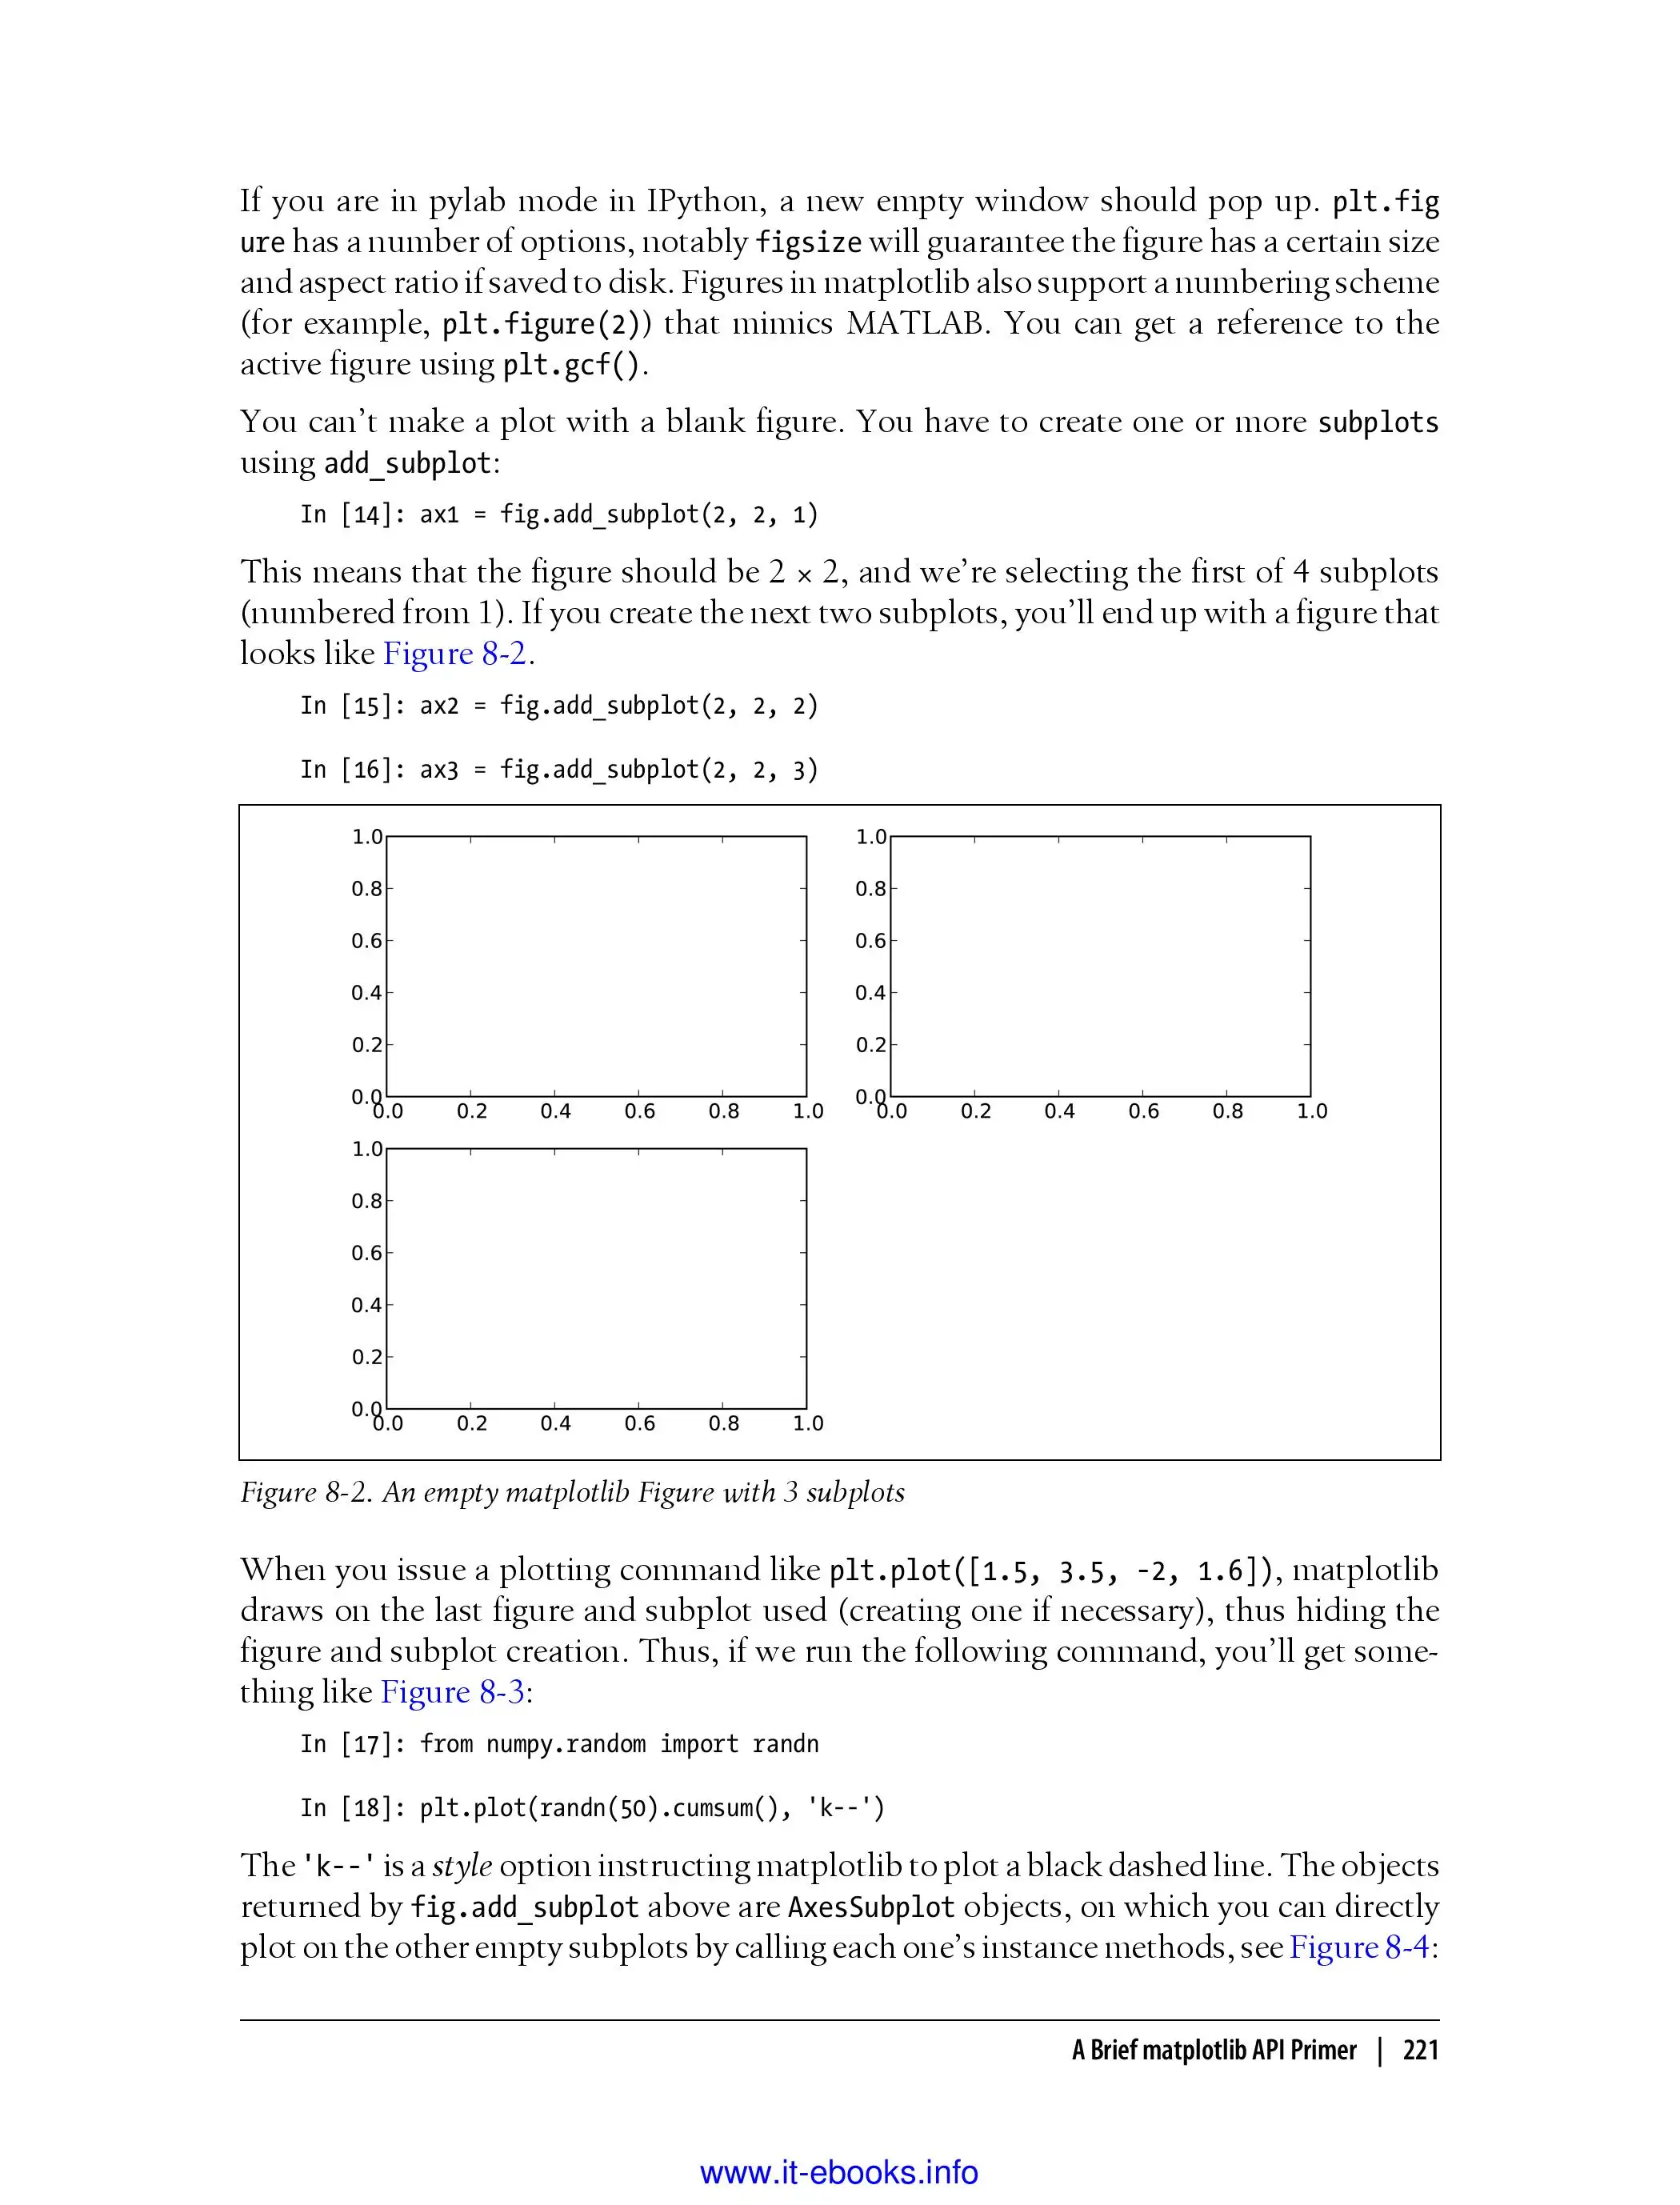 If you are in pylab mode in IPython, a new empty window should pop up. plt.fig
ure has a number of options, notably figsize will guarantee the figure has a certain size
and aspect ratio if saved to disk. Figures in matplotlib also support a numbering scheme
(for example, plt.figure(2)) that mimics MATLAB. You can get a reference to the
active figure using plt.gcf().
You can’t make a plot with a blank figure. You have to create one or more subplots
using add_subplot:
In [14]: ax1 = fig.add_subplot(2, 2, 1)
This means that the figure should be 2 × 2, and we’re selecting the first of 4 subplots
(numbered from 1). If you create the next two subplots, you’ll end up with a figure that
looks like Figure 8-2.
In [15]: ax2 = fig.add_subplot(2, 2, 2)
In [16]: ax3 = fig.add_subplot(2, 2, 3)
1.0
0.8
0.6
0.4
0.2
0.0
0.0 0.2 0.4 0.6 0.8 1.0
1.0
0.8
0.6
0.4
0.2
0.0
0.0 0.2 0.4 0.6 0.8 1.0
1.0
0.8
0.6
0.4
0.2
0.0
0.0 0.2 0.4 0.6 0.8 1.0
Figure 8-2. An empty matplotlib Figure with 3 subplots
When you issue a plotting command like plt.plot([1.5, 3.5, -2, 1.6]), matplotlib
draws on the last figure and subplot used (creating one if necessary), thus hiding the
figure and subplot creation. Thus, if we run the following command, you’ll get some-
thing like Figure 8-3:
In [17]: from numpy.random import randn
In [18]: plt.plot(randn(50).cumsum(), 'k--')
The 'k--' is a style option instructing matplotlib to plot a black dashed line. The objects
returned by fig.add_subplot above are AxesSubplot objects, on which you can directly
plot on the other empty subplots by calling each one’s instance methods, see Figure 8-4:
A Brief matplotlib API Primer | 221
www.it-ebooks.info